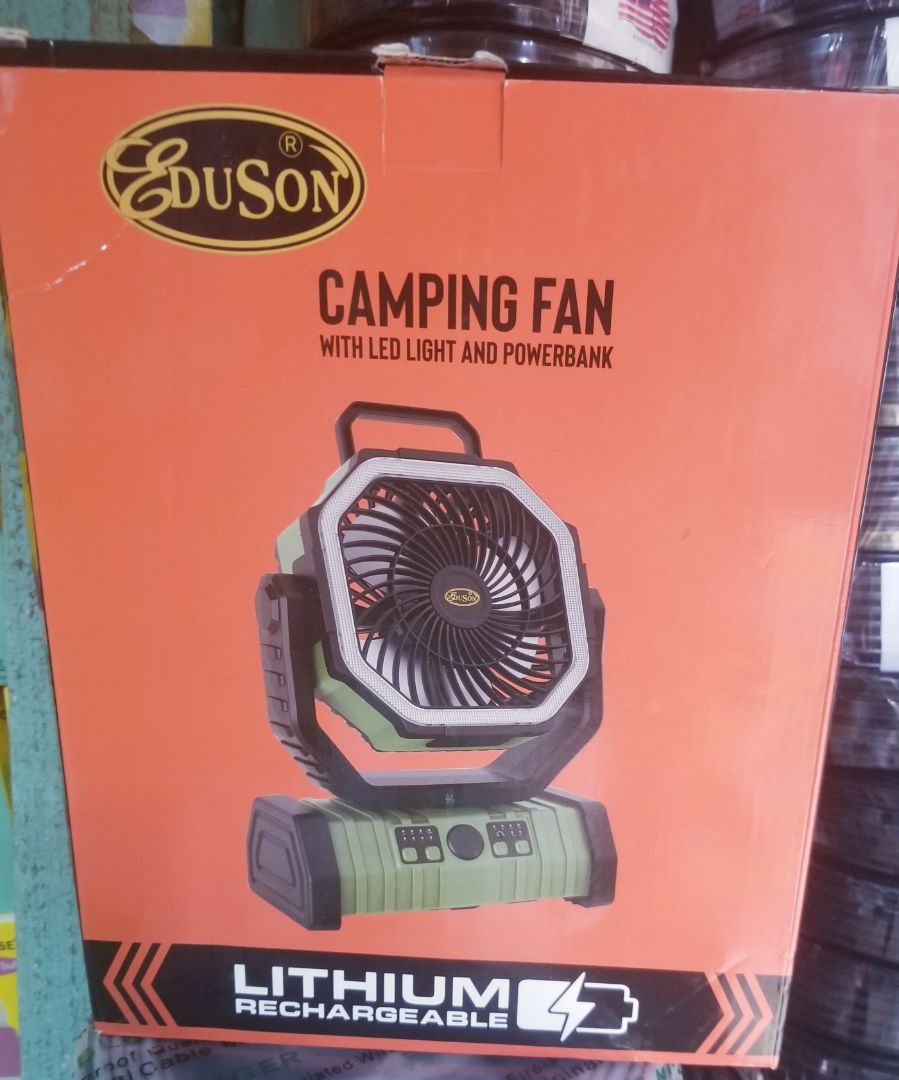 EDUSON ®
CAMPING FAN
WITH LED LIGHT AND POWERBANK
EDUSON
LITHIUM
RECHARGEABLE